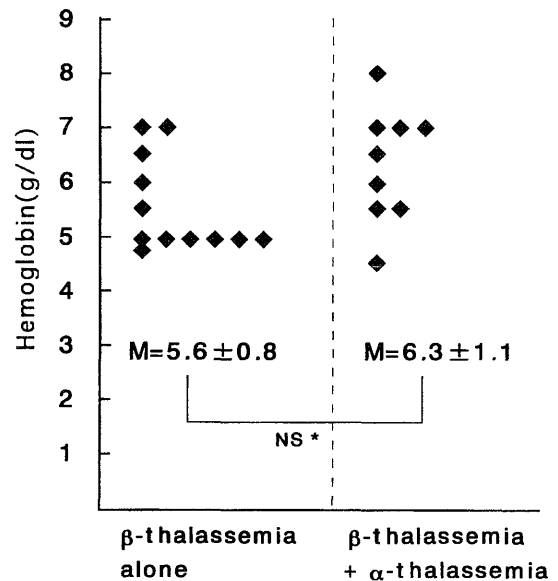 9
8
7
6
5
4
3
2
1
Hemoglobin(g/dl)
M=5.6±0.8
M=6.3±1.1
NS *
β-thalassemia
alone
β-thalassemia
+ α-thalassemia